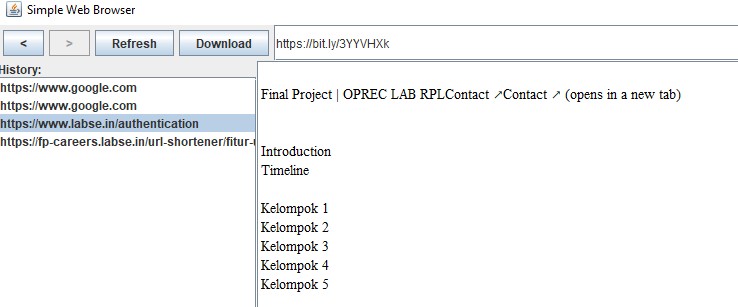 Simple Web Browser
< > Refresh Download https://bit.ly/3YYVHXk
History:
https://www.google.com
https://www.google.com
https://www.labse.in/authentication
https://fp-careers.labse.in/url-shortener/fitur-
Final Project | OPREC LAB RPLContact ↗Contact ↗ (opens in a new tab)
Introduction
Timeline
Kelompok 1
Kelompok 2
Kelompok 3
Kelompok 4
Kelompok 5